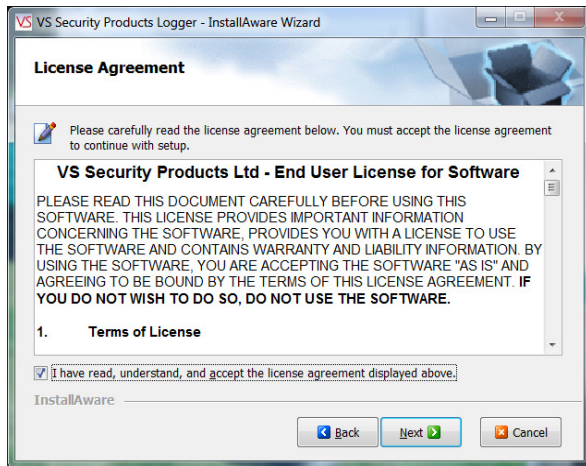 VS VS Security Products Logger - InstallAware Wizard
License Agreement
Please carefully read the license agreement below. You must accept the license agreement
to continue with setup.
VS Security Products Ltd - End User License for Software
PLEASE READ THIS DOCUMENT CAREFULLY BEFORE USING THIS
SOFTWARE. THIS LICENSE PROVIDES IMPORTANT INFORMATION
CONCERNING THE SOFTWARE, PROVIDES YOU WITH A LICENSE TO USE
THE SOFTWARE AND CONTAINS WARRANTY AND LIABILITY INFORMATION. BY
USING THE SOFTWARE, YOU ARE ACCEPTING THE SOFTWARE "AS IS" AND
AGREEING TO BE BOUND BY THE TERMS OF THIS LICENSE AGREEMENT. IF
YOU DO NOT WISH TO DO SO, DO NOT USE THE SOFTWARE.
1. Terms of License
I have read, understand, and accept the license agreement displayed above.
InstallAware
Back Next Cancel